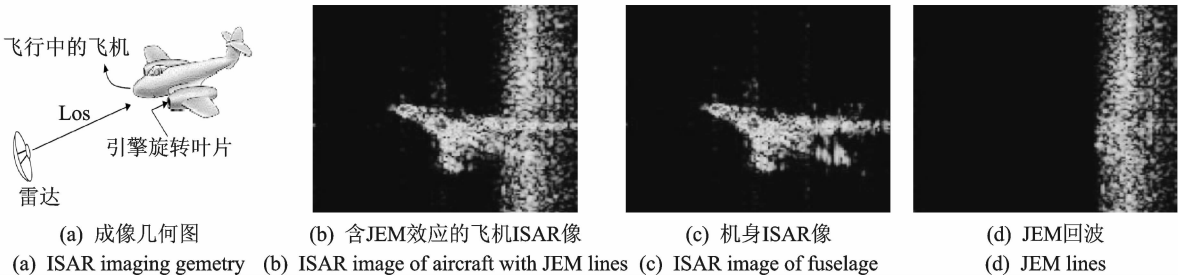 飞行中的飞机
Los
引擎旋转叶片
雷达
(a) 成像几何图
(a) ISAR imaging gemetry
(b) 含JEM效应的飞机ISAR像
(b) ISAR image of aircraft with JEM lines
(c) 机身ISAR像
(c) ISAR image of fuselage
(d) JEM回波
(d) JEM lines